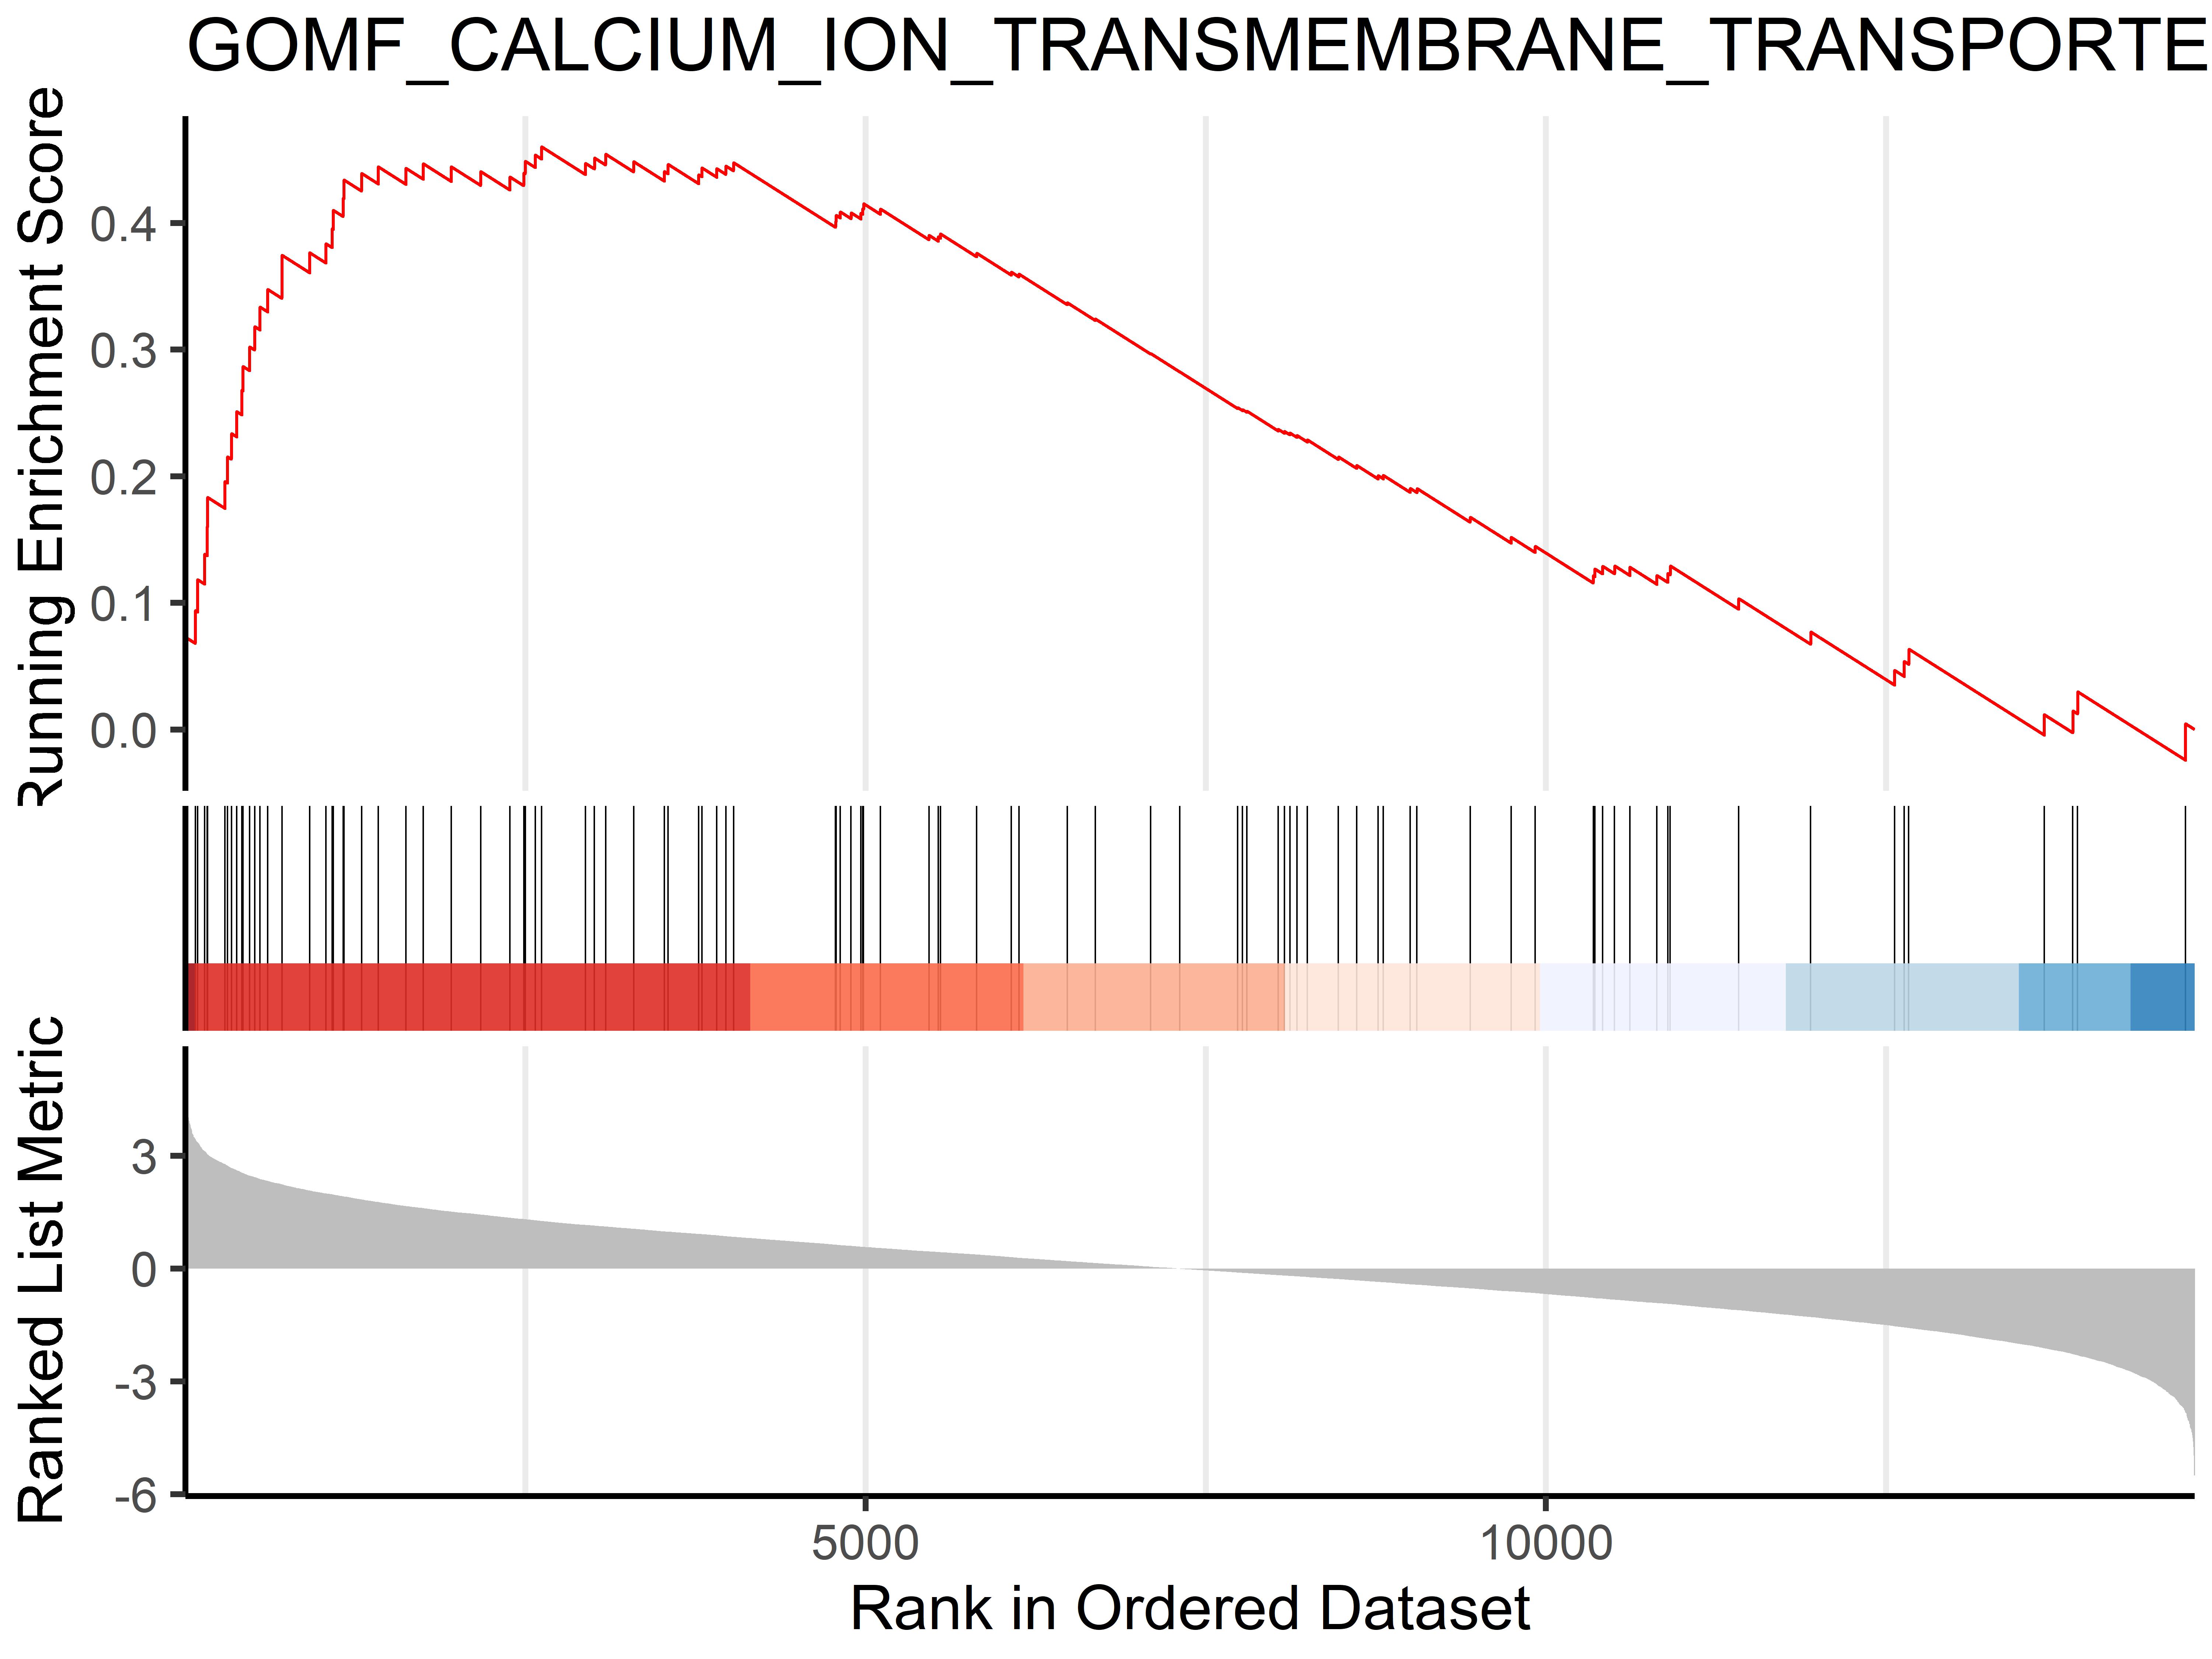 GOMF_CALCIUM_ION_TRANSMEMBRANE_TRANSPORTE
Running Enrichment Score
0.4
0.3
0.2
0.1
0.0
Ranked List Metric
3
0
-3
-6
5000 10000
Rank in Ordered Dataset